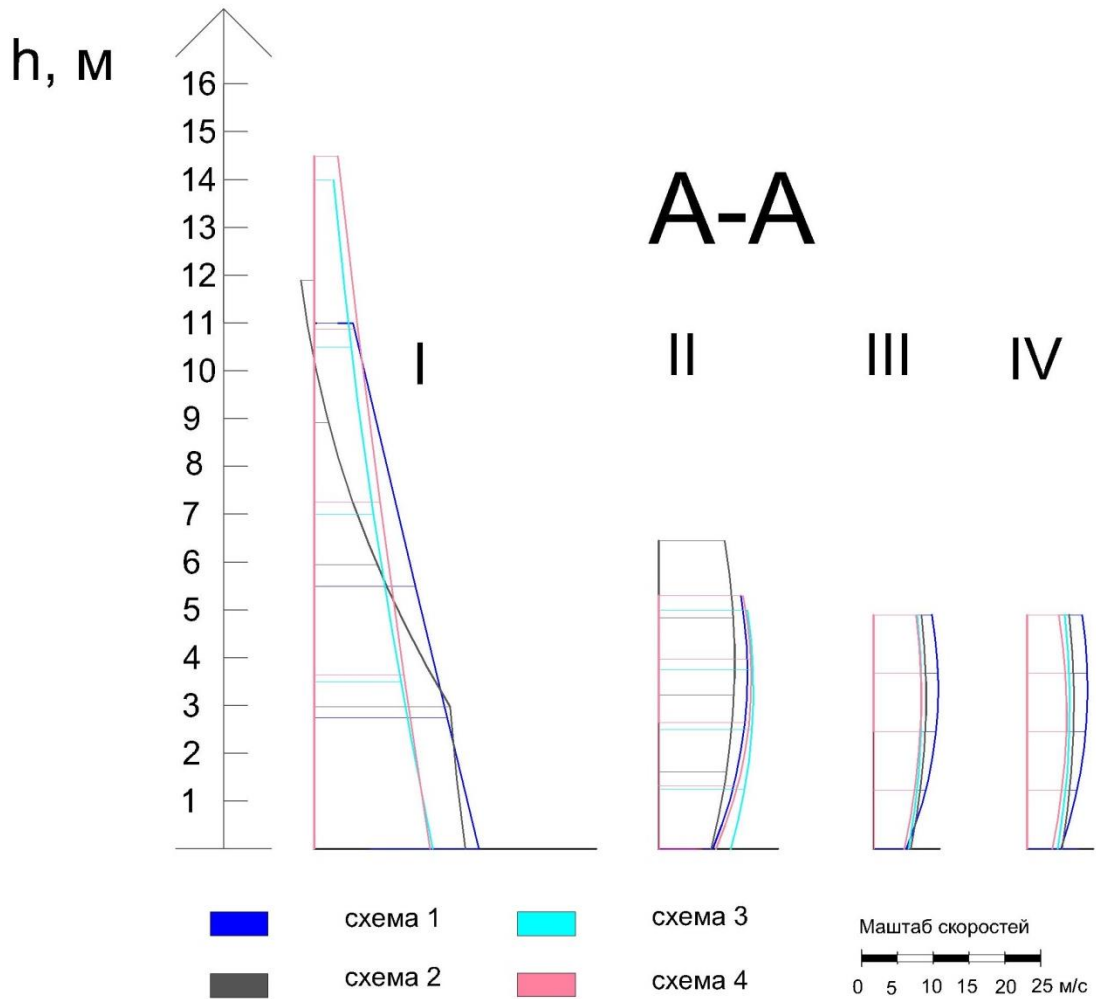 h, м
16
15
14
13
12
11
10
9
8
7
6
5
4
3
2
1
А-А
I
II
III
IV
схема 1
схема 2
схема 3
схема 4
Маштаб скоростей
0 5 10 15 20 25 м/с